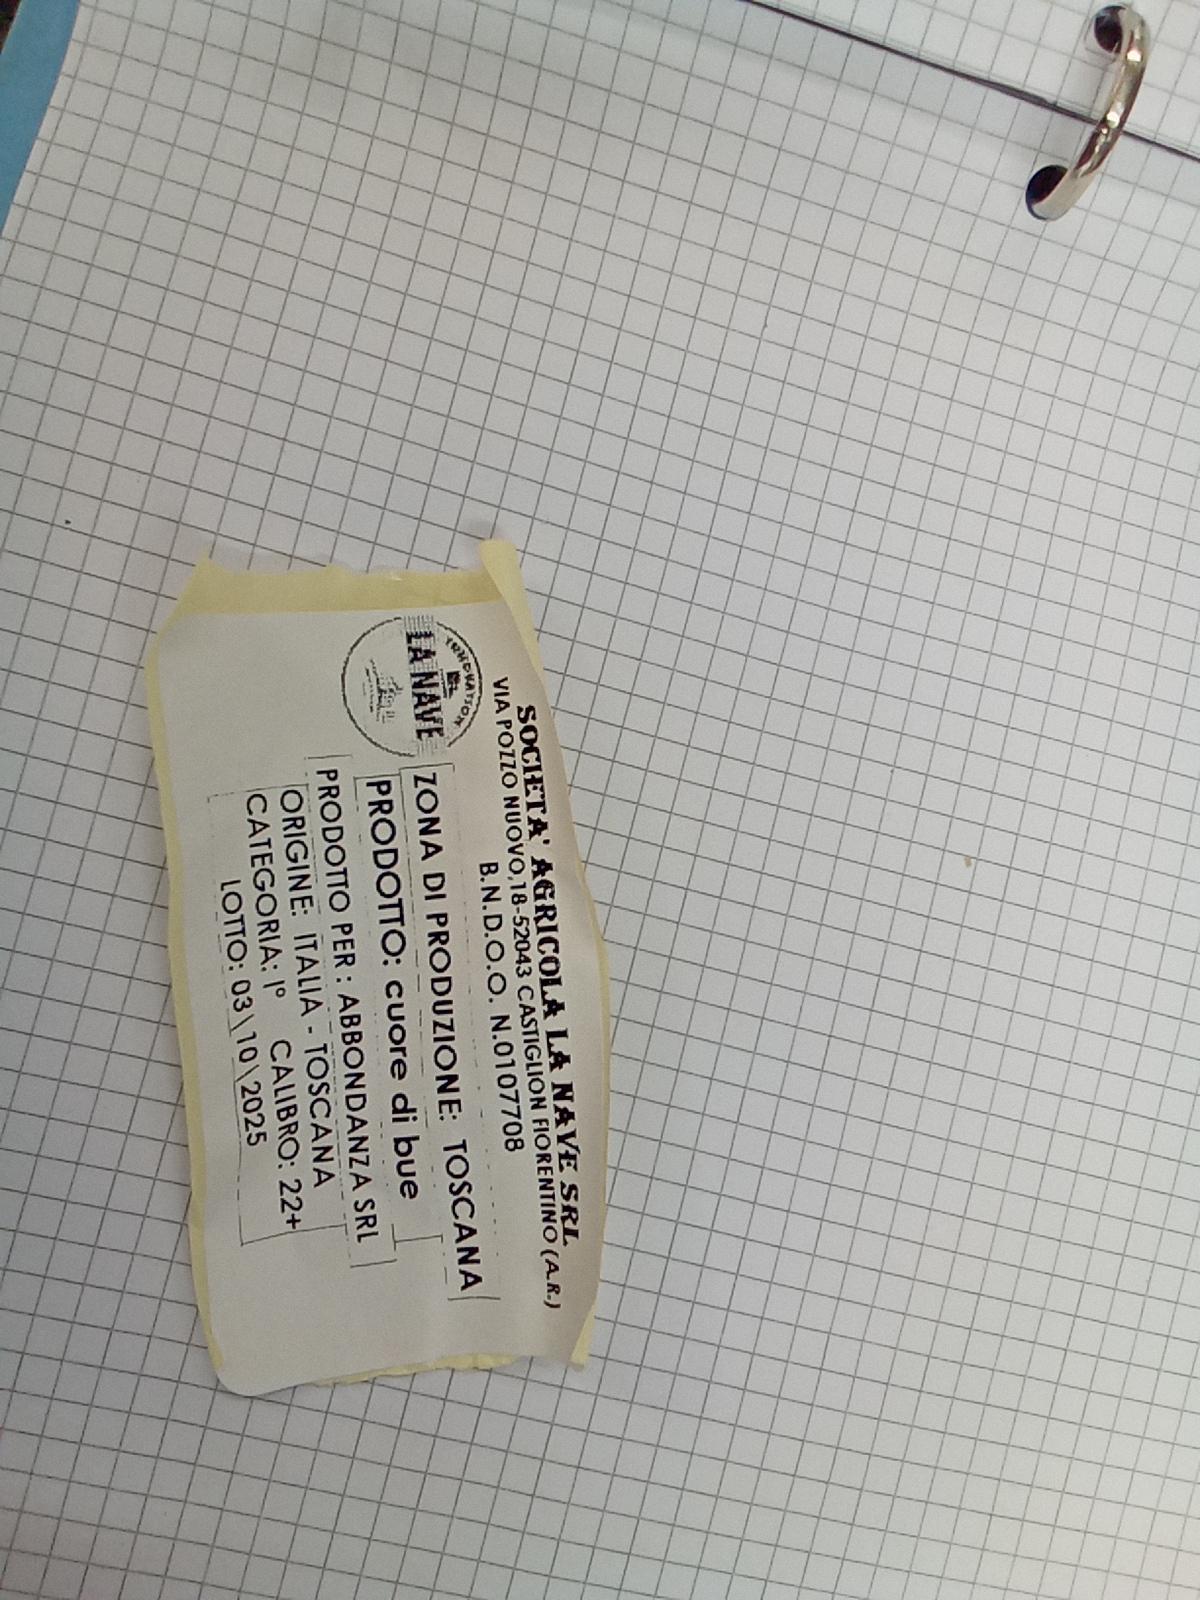 SOCIETA' AGRICOLA LA NAVE SRL
VIA POZZO NUOVO,18-52043 CASTIGLION FIORENTINO (A.R.)
B.N.D.O.O. N.0107708
LA NAVE
ZONA DI PRODUZIONE: TOSCANA
PRODOTTO: cuore di bue
PRODOTTO PER : ABBONDANZA SRL
ORIGINE: ITALIA - TOSCANA
CATEGORIA: I° CALIBRO: 22+
LOTTO: 03\10\2025